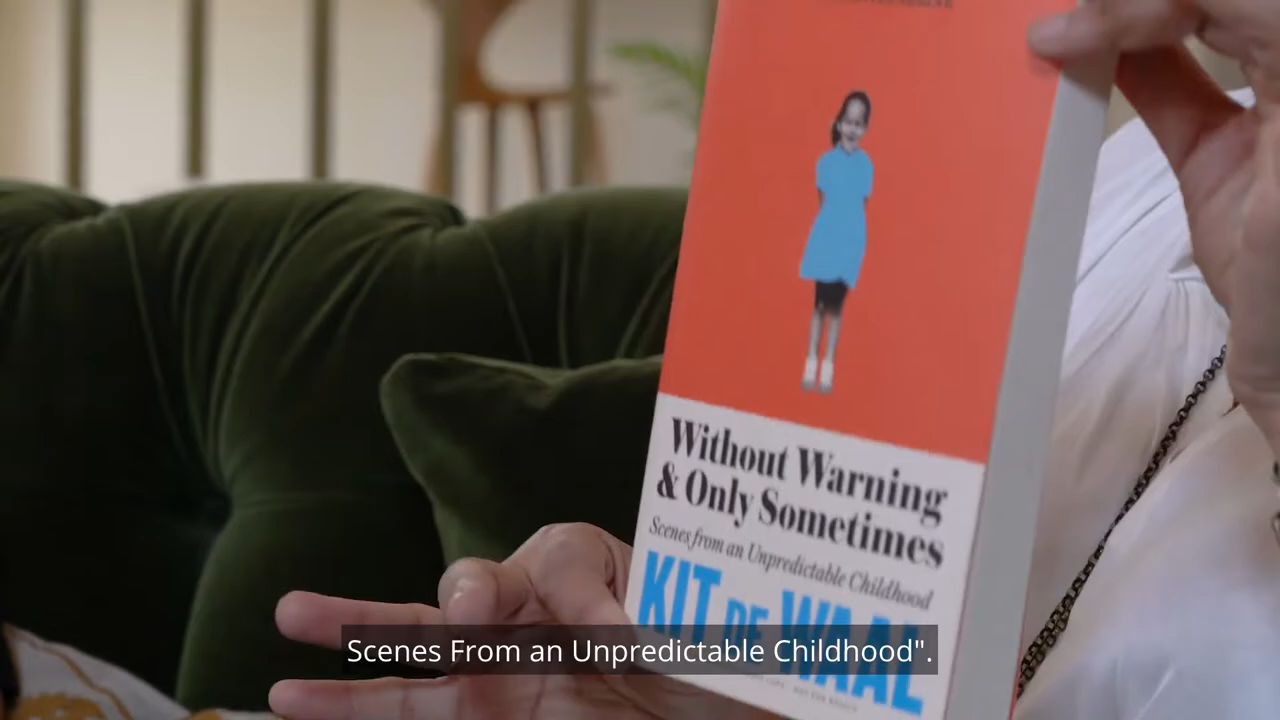 Without Warning
& Only Sometimes
Scenes from an Unpredictable Childhood
KIT DE WAAL
Scenes From an Unpredictable Childhood".